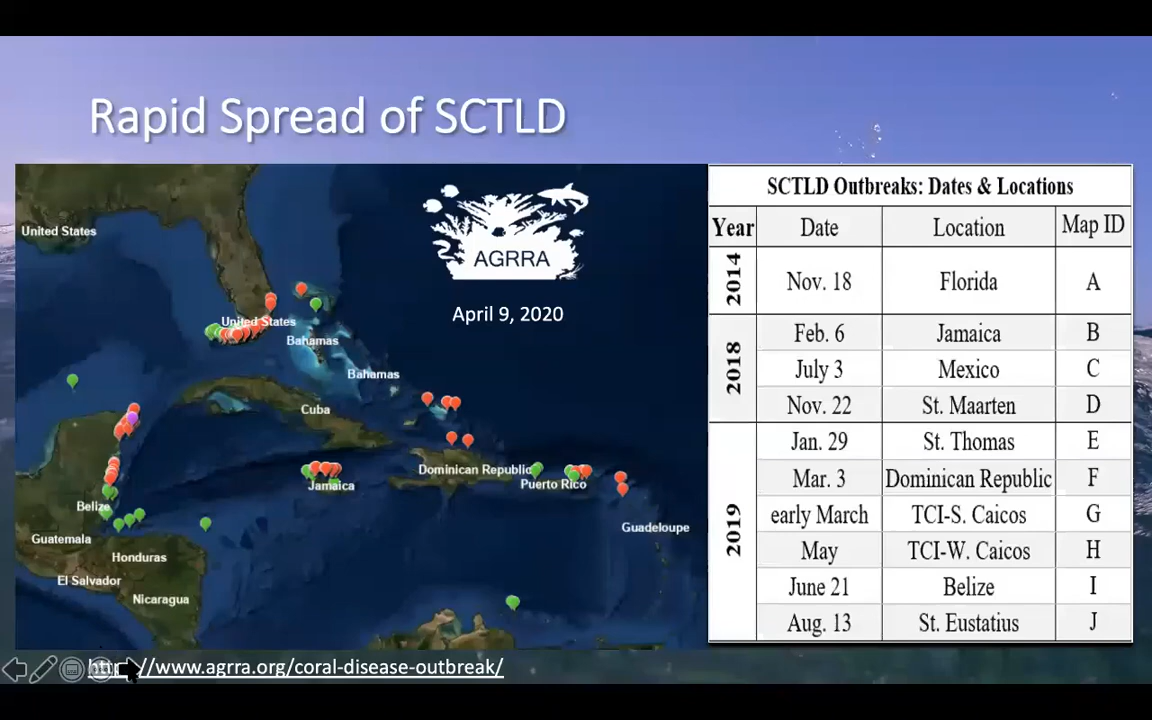 Rapid Spread of SCTLD
AGRRA
April 9, 2020
United States
United States
Bahamas
Bahamas
Cuba
Dominican Republic
Puerto Rico
Jamaica
Belize
Guadeloupe
Guatemala
Honduras
El Salvador
Nicaragua
SCTLD Outbreaks: Dates & Locations
Year Date Location Map ID
2014 Nov. 18 Florida A
2018 Feb. 6 Jamaica B
July 3 Mexico C
Nov. 22 St. Maarten D
2019 Jan. 29 St. Thomas E
Mar. 3 Dominican Republic F
early March TCI-S. Caicos G
May TCI-W. Caicos H
June 21 Belize I
Aug. 13 St. Eustatius J
//www.agrra.org/coral-disease-outbreak/